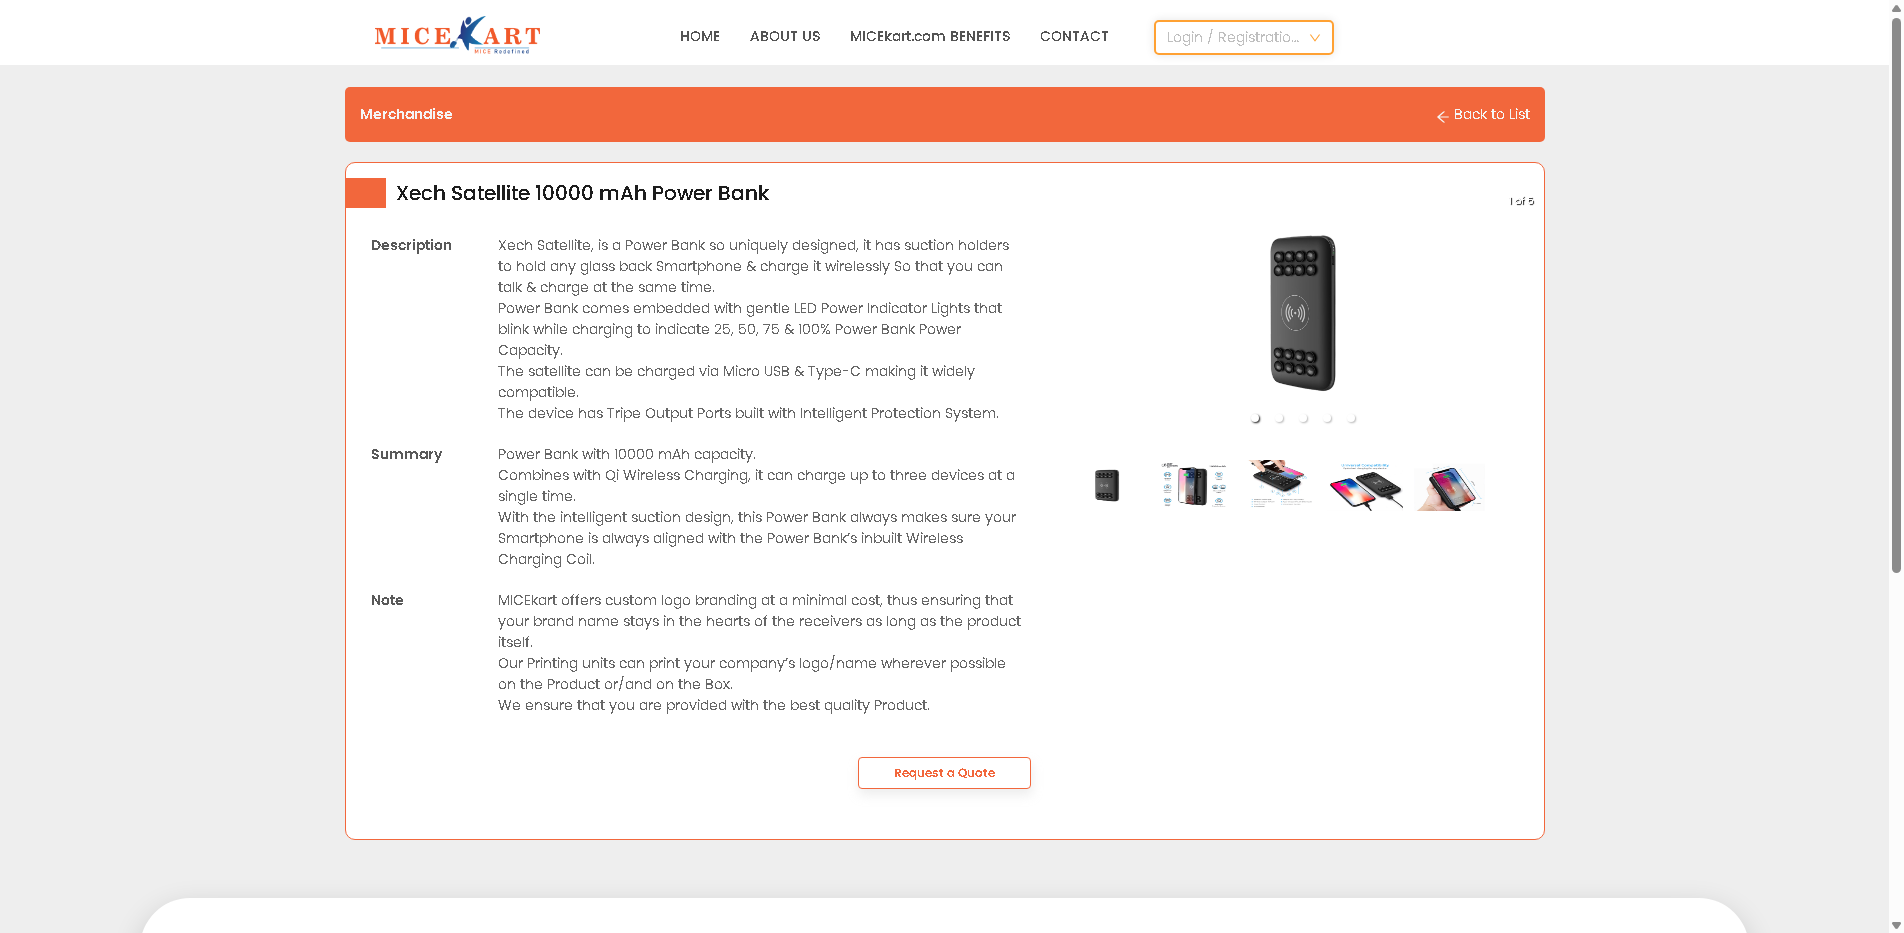 MICEKART
MICE Redefined
HOME
ABOUT US
MICEkart.com BENEFITS
CONTACT
Login / Registratio...
Merchandise
Back to List
Xech Satellite 10000 mAh Power Bank
1 of 5
Description
Xech Satellite, is a Power Bank so uniquely designed, it has suction holders
to hold any glass back Smartphone & charge it wirelessly So that you can
talk & charge at the same time.
Power Bank comes embedded with gentle LED Power Indicator Lights that
blink while charging to indicate 25, 50, 75 & 100% Power Bank Power
Capacity.
The satellite can be charged via Micro USB & Type-C making it widely
compatible.
The device has Tripe Output Ports built with Intelligent Protection System.
Summary
Power Bank with 10000 mAh capacity.
Combines with Qi Wireless Charging, it can charge up to three devices at a
single time.
With the intelligent suction design, this Power Bank always makes sure your
Smartphone is always aligned with the Power Bank's inbuilt Wireless
Charging Coil.
Note
MICEkart offers custom logo branding at a minimal cost, thus ensuring that
your brand name stays in the hearts of the receivers as long as the product
itself.
Our Printing units can print your company's logo/name wherever possible
on the Product or/and on the Box.
We ensure that you are provided with the best quality Product.
Request a Quote